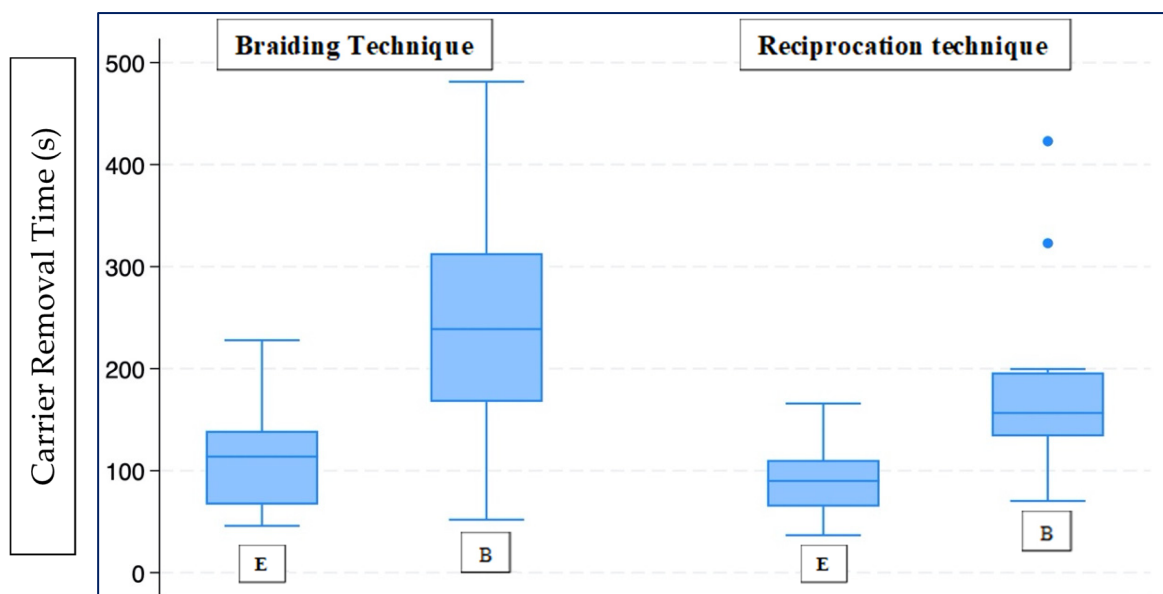 Braiding Technique
Reciprocation technique
Carrier Removal Time (s)
500
400
300
200
100
0
E
B
E
B